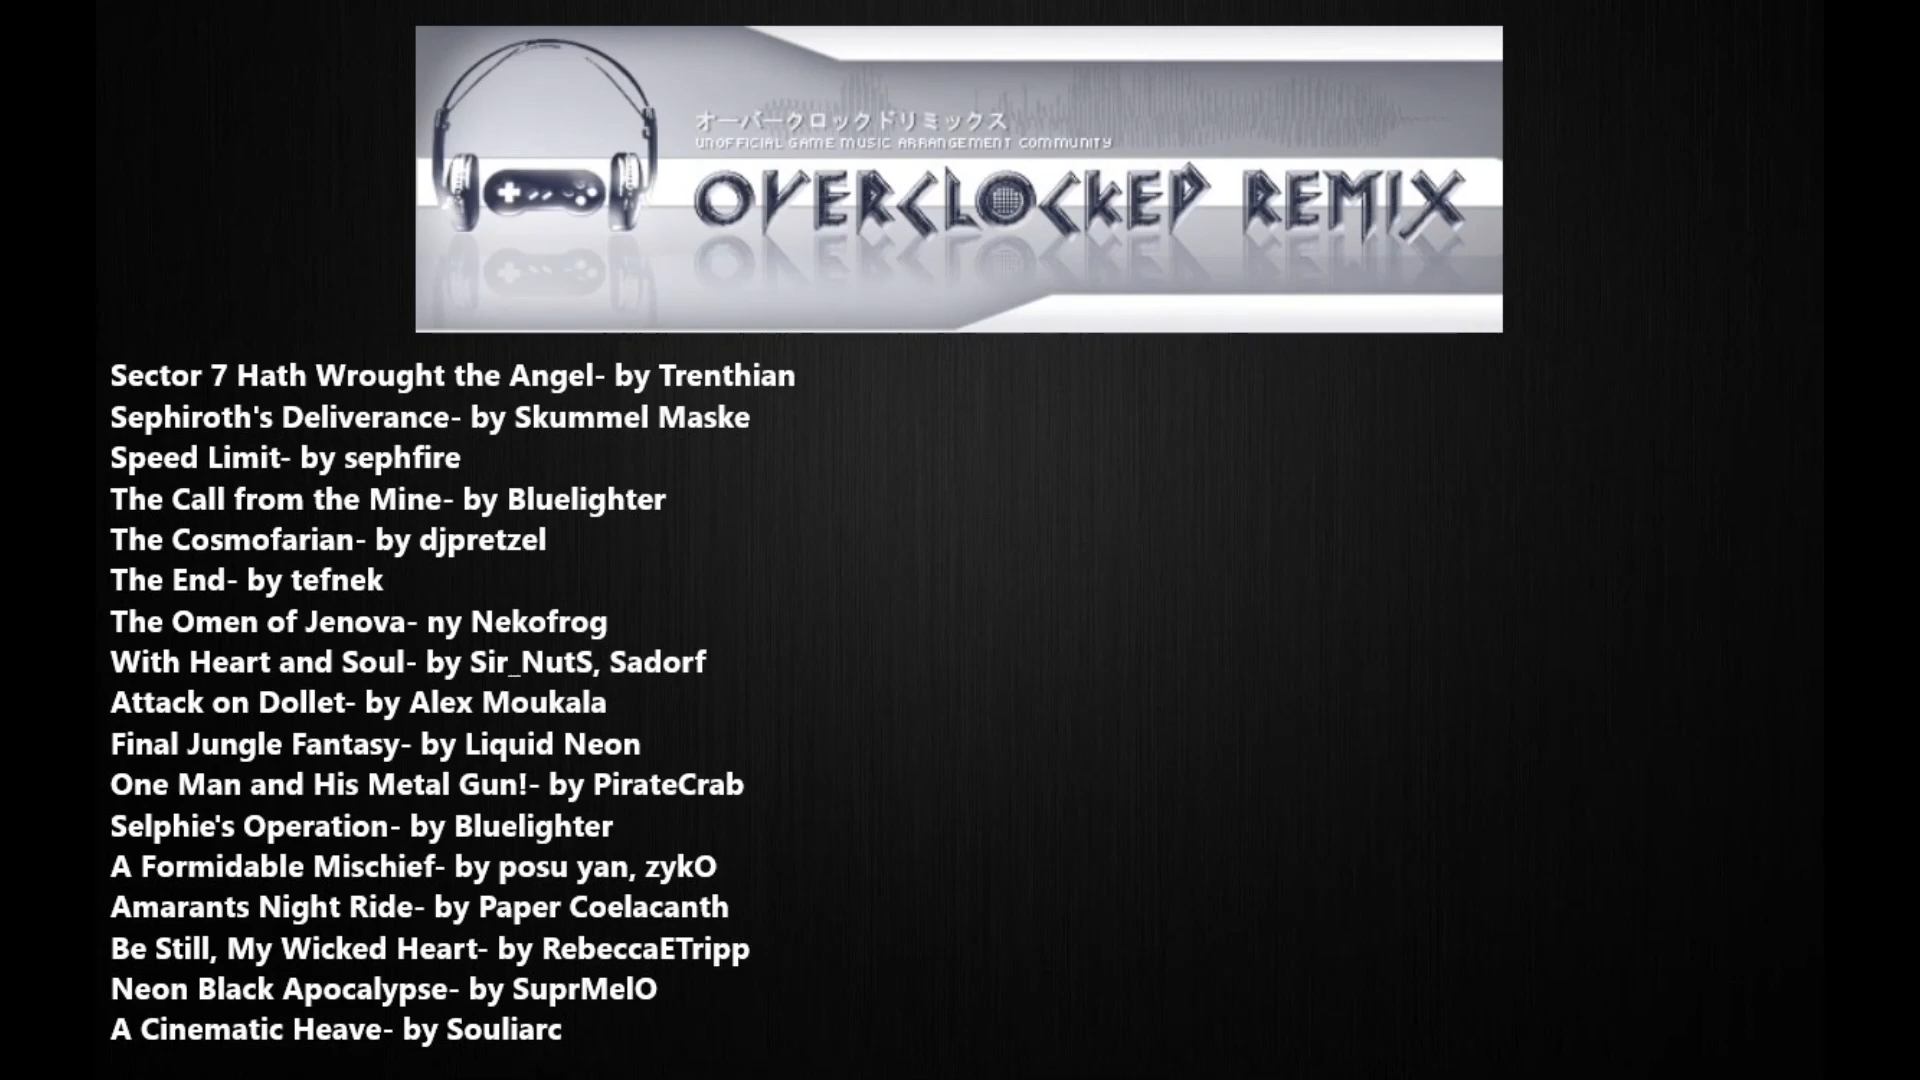 オーバークロックドリミックス
UNOFFICIAL GAME MUSIC ARRANGEMENT COMMUNITY
OVERCLOCKED REMIX
Sector 7 Hath Wrought the Angel- by Trenthian
Sephiroth's Deliverance- by Skummel Maske
Speed Limit- by sephfire
The Call from the Mine- by Bluelighter
The Cosmofarian- by djpretzel
The End- by tefnek
The Omen of Jenova- ny Nekofrog
With Heart and Soul- by Sir_NutS, Sadorf
Attack on Dollet- by Alex Moukala
Final Jungle Fantasy- by Liquid Neon
One Man and His Metal Gun!- by PirateCrab
Selphie's Operation- by Bluelighter
A Formidable Mischief- by posu yan, zykO
Amarants Night Ride- by Paper Coelacanth
Be Still, My Wicked Heart- by RebeccaETripp
Neon Black Apocalypse- by SuprMelO
A Cinematic Heave- by Souliarc